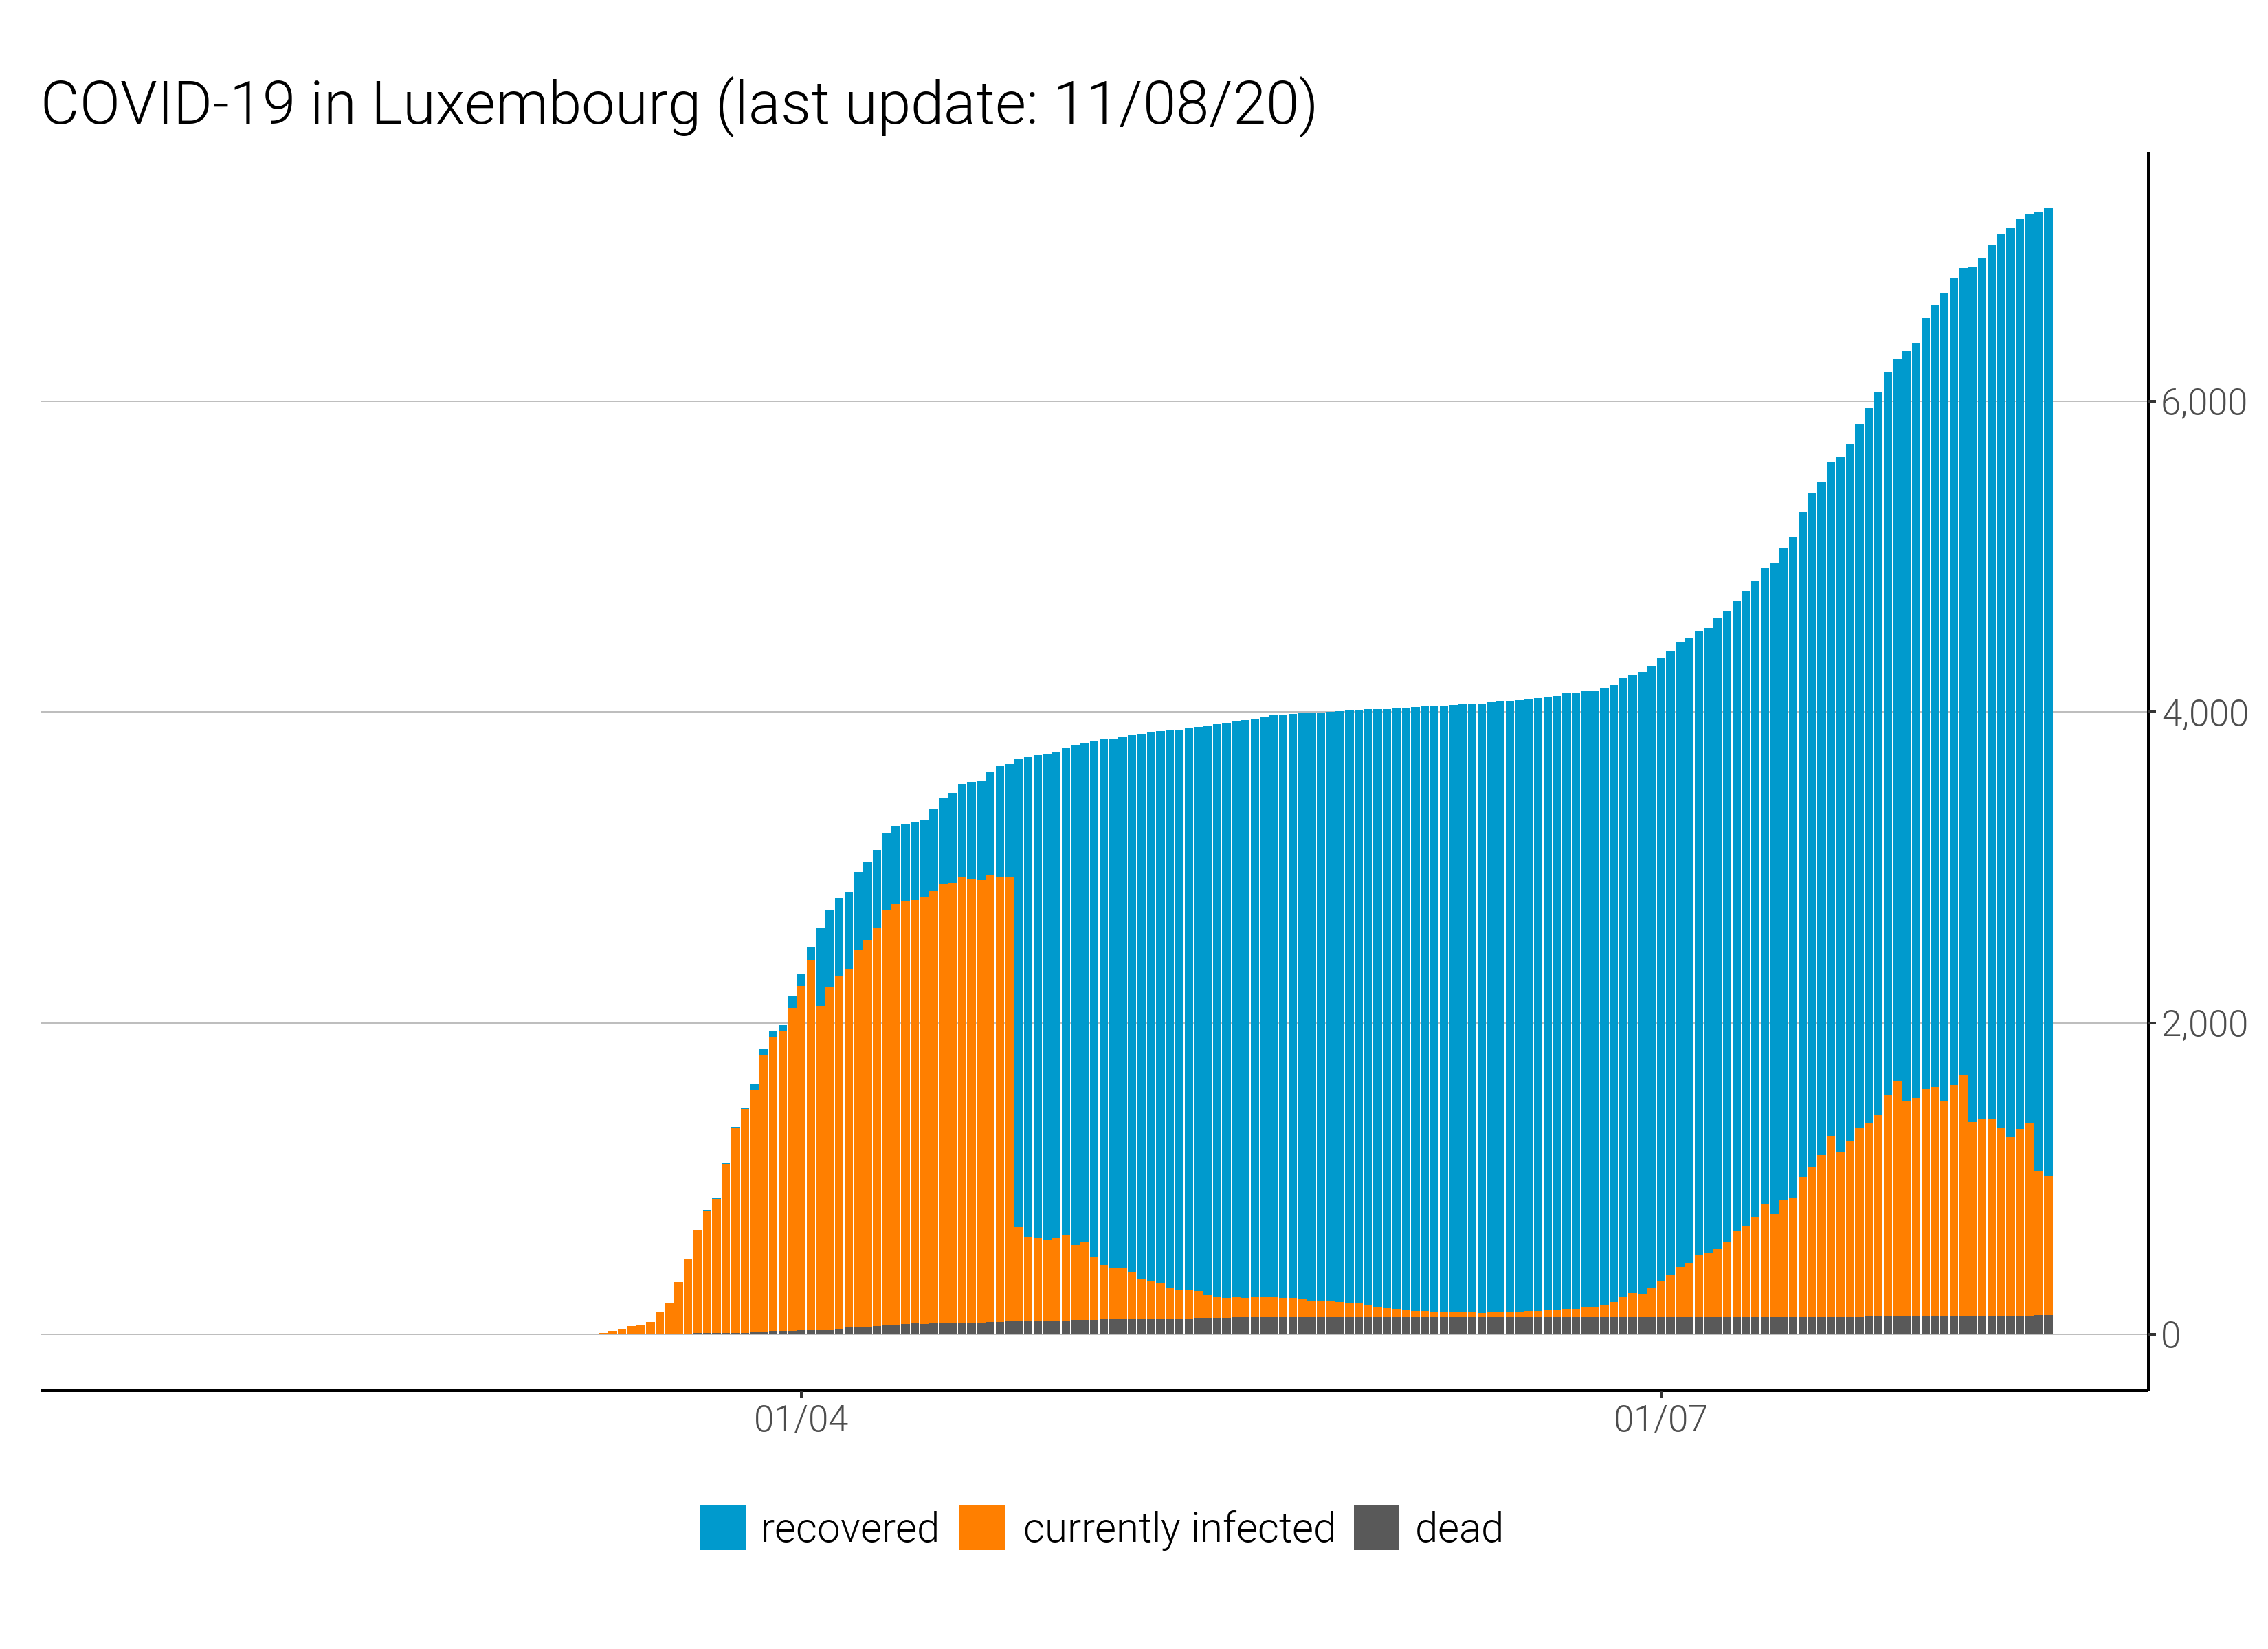 COVID-19 in Luxembourg (last update: 11/08/20)
6,000
4,000
2,000
0
01/04 01/07
recovered currently infected dead